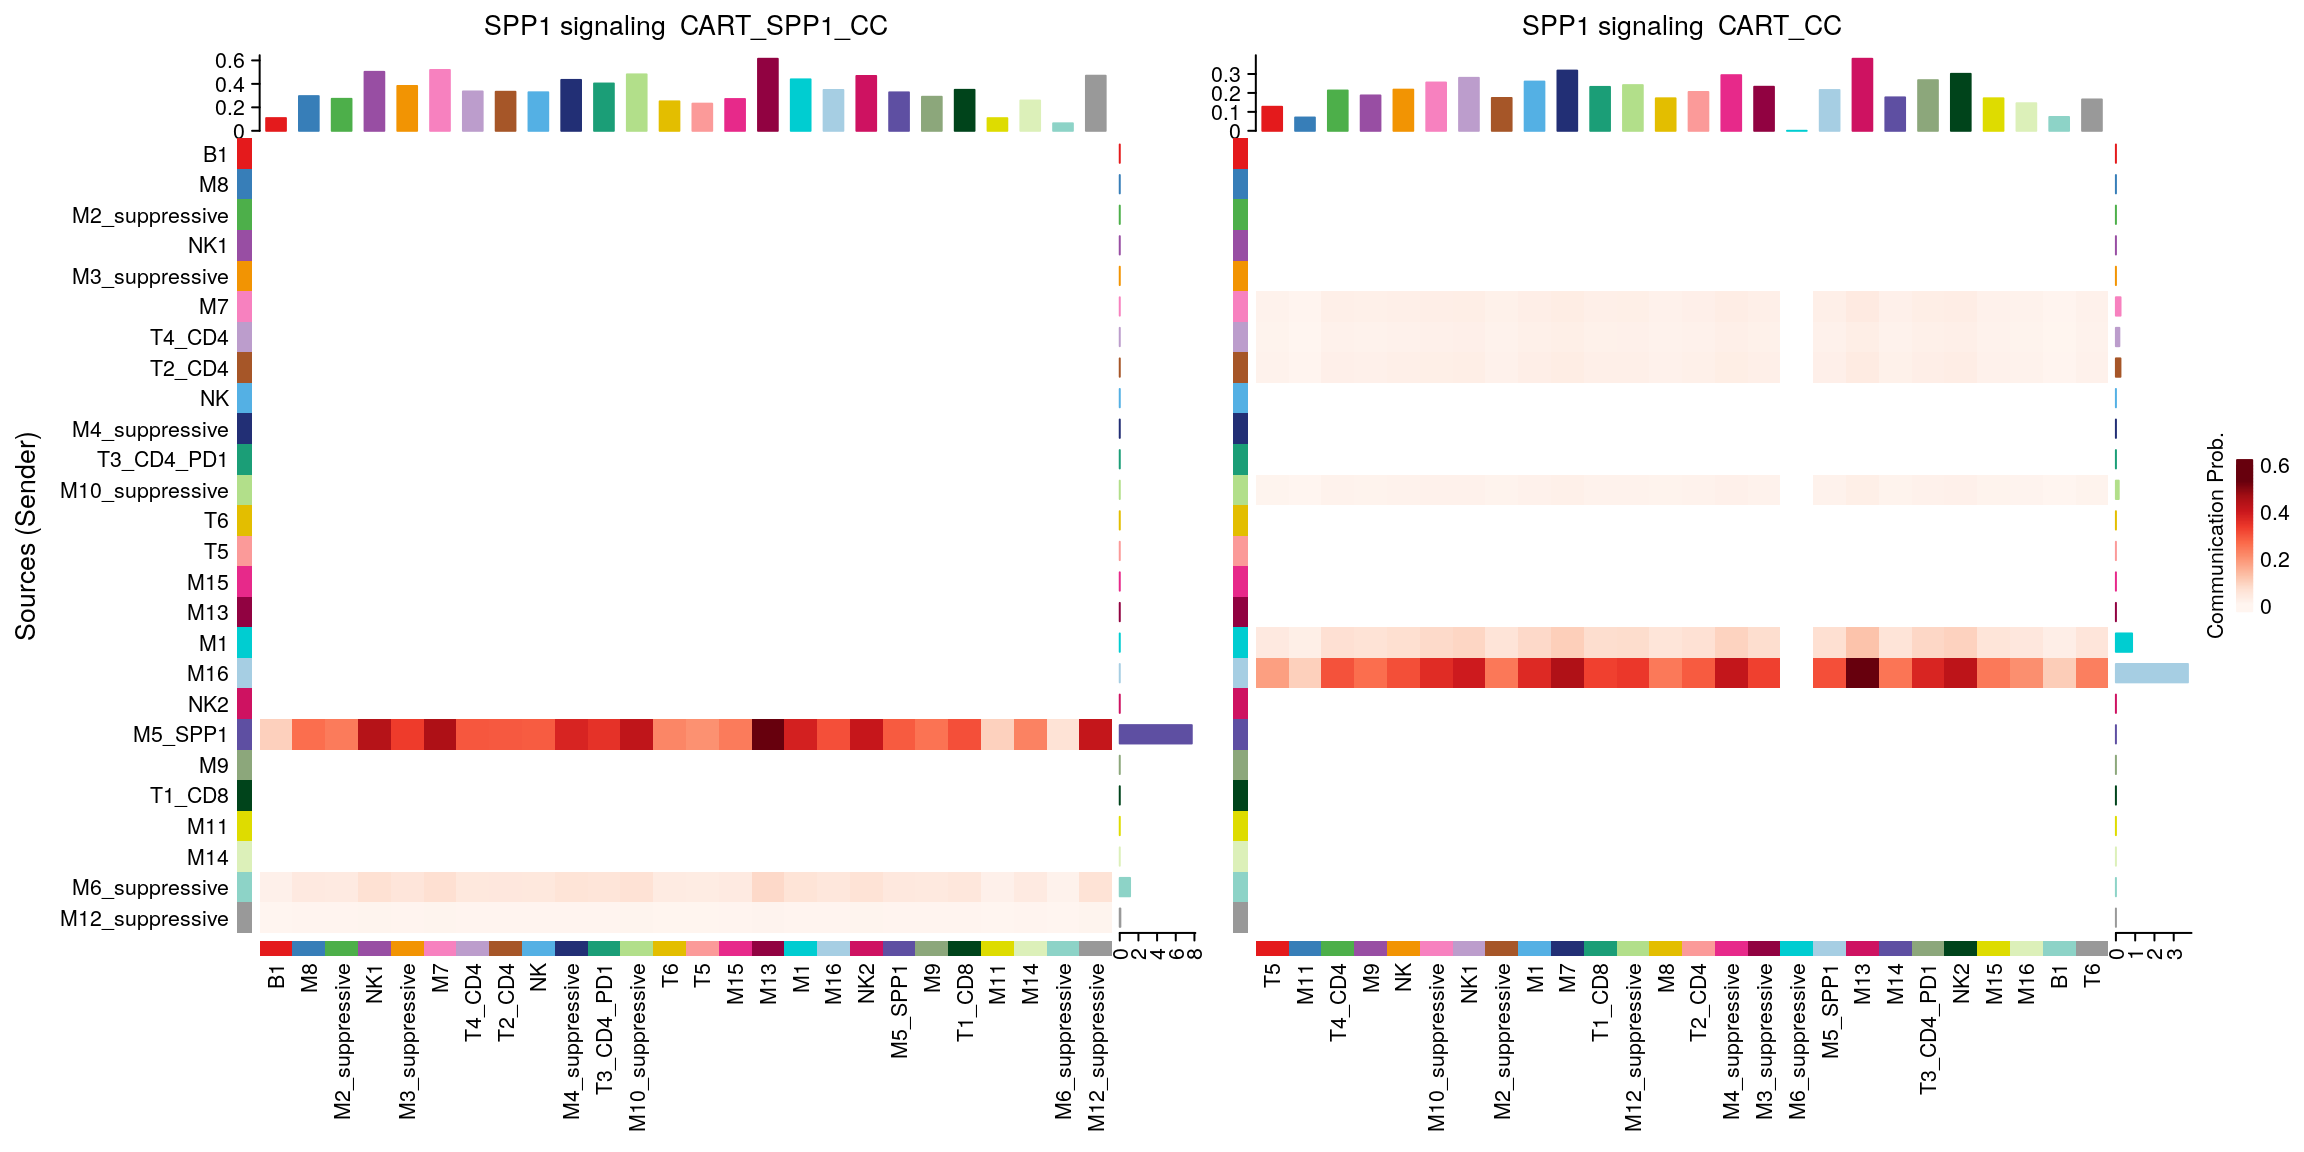 SPP1 signaling  CART_SPP1_CC
SPP1 signaling  CART_CC
0.6
0.4
0.2
0
0.3
0.2
0.1
0
Sources (Sender)
B1
M8
M2_suppressive
NK1
M3_suppressive
M7
T4_CD4
T2_CD4
NK
M4_suppressive
T3_CD4_PD1
M10_suppressive
T6
T5
M15
M13
M1
M16
NK2
M5_SPP1
M9
T1_CD8
M11
M14
M6_suppressive
M12_suppressive
B1
M8
M2_suppressive
NK1
M3_suppressive
M7
T4_CD4
T2_CD4
NK
M4_suppressive
T3_CD4_PD1
M10_suppressive
T6
T5
M15
M13
M1
M16
NK2
M5_SPP1
M9
T1_CD8
M11
M14
M6_suppressive
M12_suppressive
0
2
4
6
8
T5
M11
T4_CD4
M9
NK
M10_suppressive
NK1
M2_suppressive
M1
M7
T1_CD8
M12_suppressive
M8
T2_CD4
M4_suppressive
M3_suppressive
M6_suppressive
M5_SPP1
M13
M14
T3_CD4_PD1
NK2
M15
M16
B1
T6
0
1
2
3
Communication Prob.
0.6
0.4
0.2
0